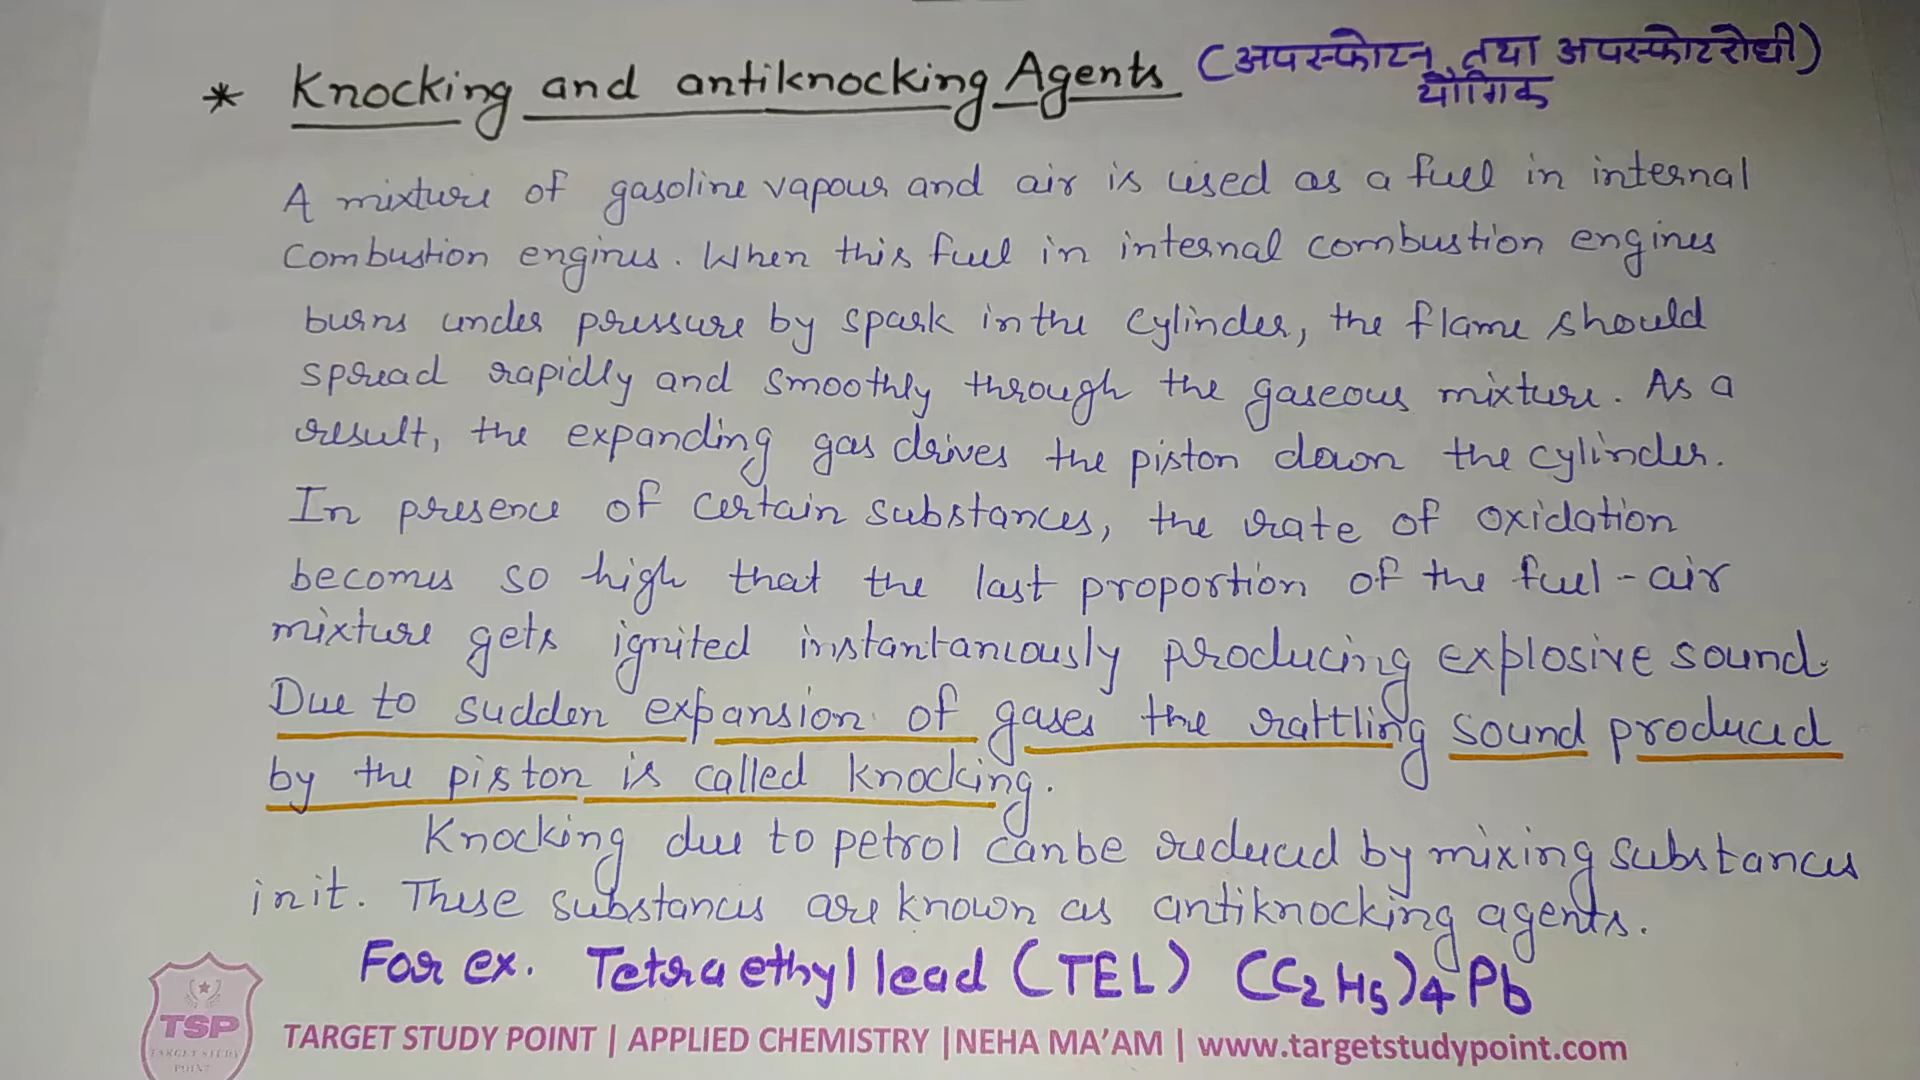 * Knocking and antiknocking Agents (अपस्फोटन तथा अपस्फोटरोधी)
यौगिक
A mixture of gasoline vapour and air is used as a fuel in internal
Combustion engines. When this fuel in internal combustion engines
burns under pressure by spark in the cylinder, the flame should
spread rapidly and smoothly through the gaseous mixture. As a
result, the expanding gas drives the piston down the cylinder.
In presence of certain substances, the rate of oxidation
becomes so high that the last proportion of the fuel-air
mixture gets ignited instantaneously producing explosive sound.
Due to sudden expansion of gases the rattling sound produced
by the piston is called knocking.
Knocking due to petrol can be reduced by mixing substances
in it. These substances are known as antiknocking agents.
For ex. Tetraethyl lead (TEL) (C2H5)4Pb
TSP
TARGET STUDY
POINT
TARGET STUDY POINT | APPLIED CHEMISTRY |NEHA MA'AM | www.targetstudypoint.com